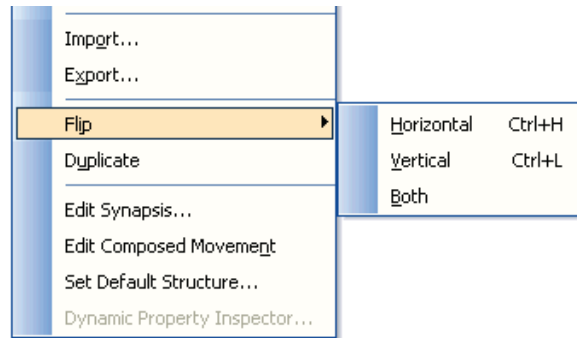 Import...
Export...
Flip
Horizontal Ctrl+H
Duplicate
Vertical Ctrl+L
Both
Edit Synapsis...
Edit Composed Movement
Set Default Structure...
Dynamic Property Inspector...